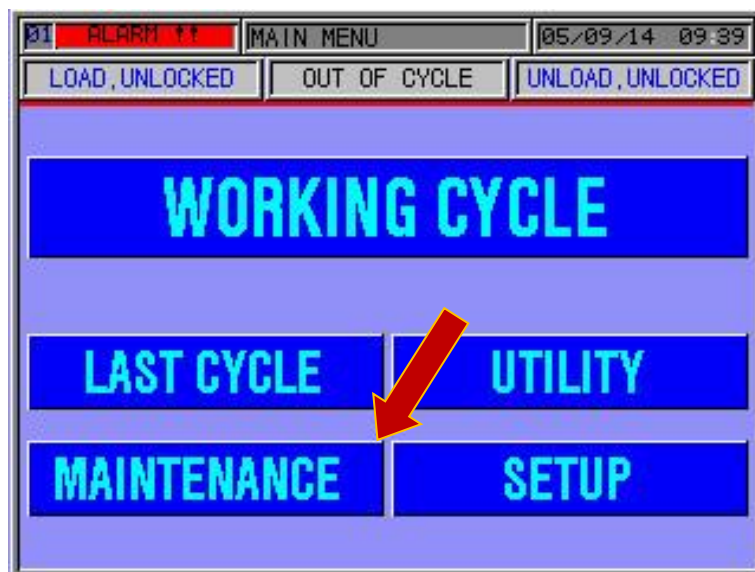 01 ALARM !! MAIN MENU 05/09/14 09:39
LOAD,UNLOCKED OUT OF CYCLE UNLOAD,UNLOCKED
WORKING CYCLE
LAST CYCLE UTILITY
MAINTENANCE SETUP